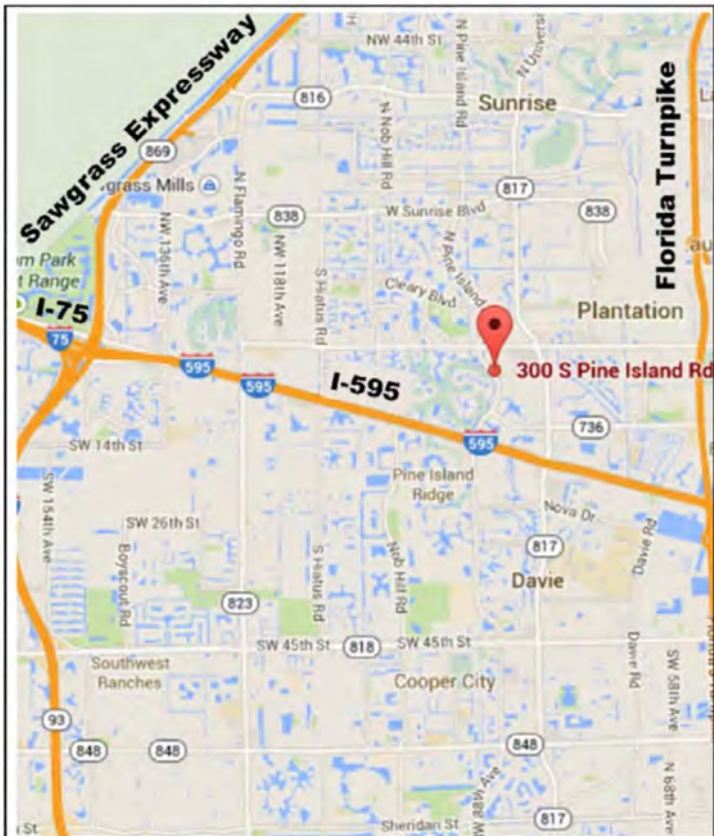 NW 44th St
N Pine Island Rd
N Universi
816
Sunrise
Sawgrass Expressway
869
N Nob Hill Rd
Florida Turnpike
grass Mills
N Flamingo Rd
817
838
W Sunrise Blvd
838
NW 136th Ave
NW 118th Ave
N Pine Island
Park
t Range
S Hiatus Rd
Cleary Blvd
I-75
75
Plantation
300 S Pine Island Rd
595
595
I-595
736
SW 14th St
595
Pine Island
Ridge
SW 154th Ave
Nova Dr
SW 26th St
Boyscout Rd
S Hiatus Rd
Nob Hill Rd
817
Davie Rd
Davie
823
SW 45th St
818
SW 45th St
Southwest
Ranches
Cooper City
Davie Rd
SW 58th Ave
93
848
848
848
N 68th Ave
817
Sheridan St